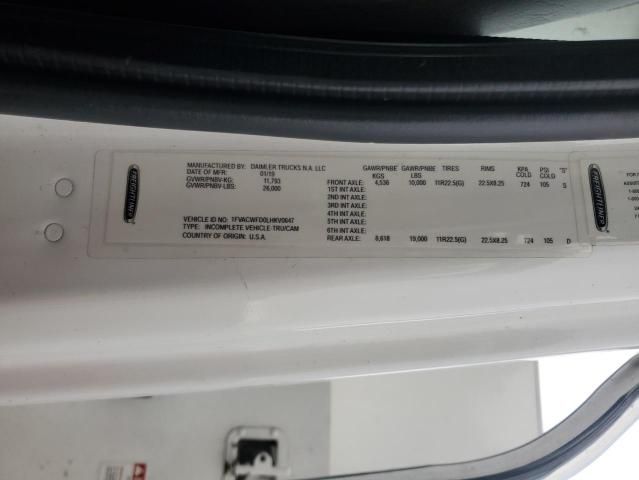 FREIGHTLINER
MANUFACTURED BY: DAIMLER TRUCKS N.A. LLC
DATE OF MFR: 01/19
GVWR/PNBV-KG: 11,793
GVWR/PNBV-LBS: 26,000
VEHICLE ID NO: 1FVACWFD0LHKV0647
TYPE: INCOMPLETE VEHICLE-TRU/CAM
COUNTRY OF ORIGIN: U.S.A.
GAWR/PNBE KGS GAWR/PNBE LBS TIRES RIMS KPA COLD PSI COLD "S"
FRONT AXLE: 4,536 10,000 11R22.5(G) 22.5X8.25 724 105 S
1ST INT AXLE:
2ND INT AXLE:
3RD INT AXLE:
4TH INT AXLE:
5TH INT AXLE:
6TH INT AXLE:
REAR AXLE: 8,618 19,000 11R22.5(G) 22.5X8.25 724 105 D
FREIGHTLINER